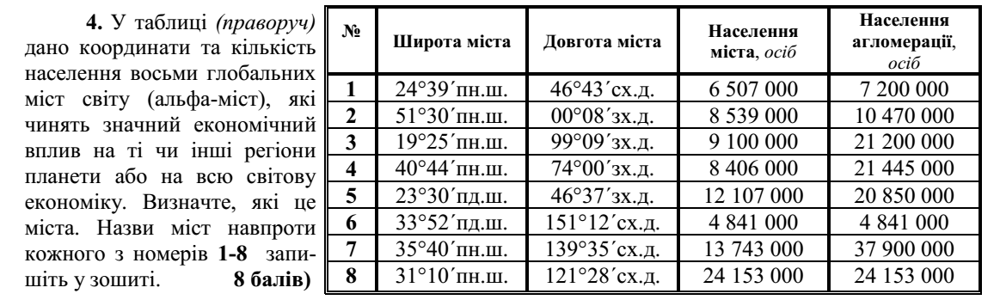 4. У таблиці (праворуч)
дано координати та кількість
населення восьми глобальних
міст світу (альфа-міст), які
чинять значний економічний
вплив на ті чи інші регіони
планети або на всю світову
економіку. Визначте, які це
міста. Назви міст навпроти
кожного з номерів 1-8 запи-
шіть у зошиті. 8 балів)
№ Широта міста Довгота міста Населення міста, осіб Населення агломерації, осіб
1 24°39´пн.ш. 46°43´сх.д. 6 507 000 7 200 000
2 51°30´пн.ш. 00°08´зх.д. 8 539 000 10 470 000
3 19°25´пн.ш. 99°09´зх.д. 9 100 000 21 200 000
4 40°44´пн.ш. 74°00´зх.д. 8 406 000 21 445 000
5 23°30´пд.ш. 46°37´зх.д. 12 107 000 20 850 000
6 33°52´пд.ш. 151°12´сх.д. 4 841 000 4 841 000
7 35°40´пн.ш. 139°35´сх.д. 13 743 000 37 900 000
8 31°10´пн.ш. 121°28´сх.д. 24 153 000 24 153 000